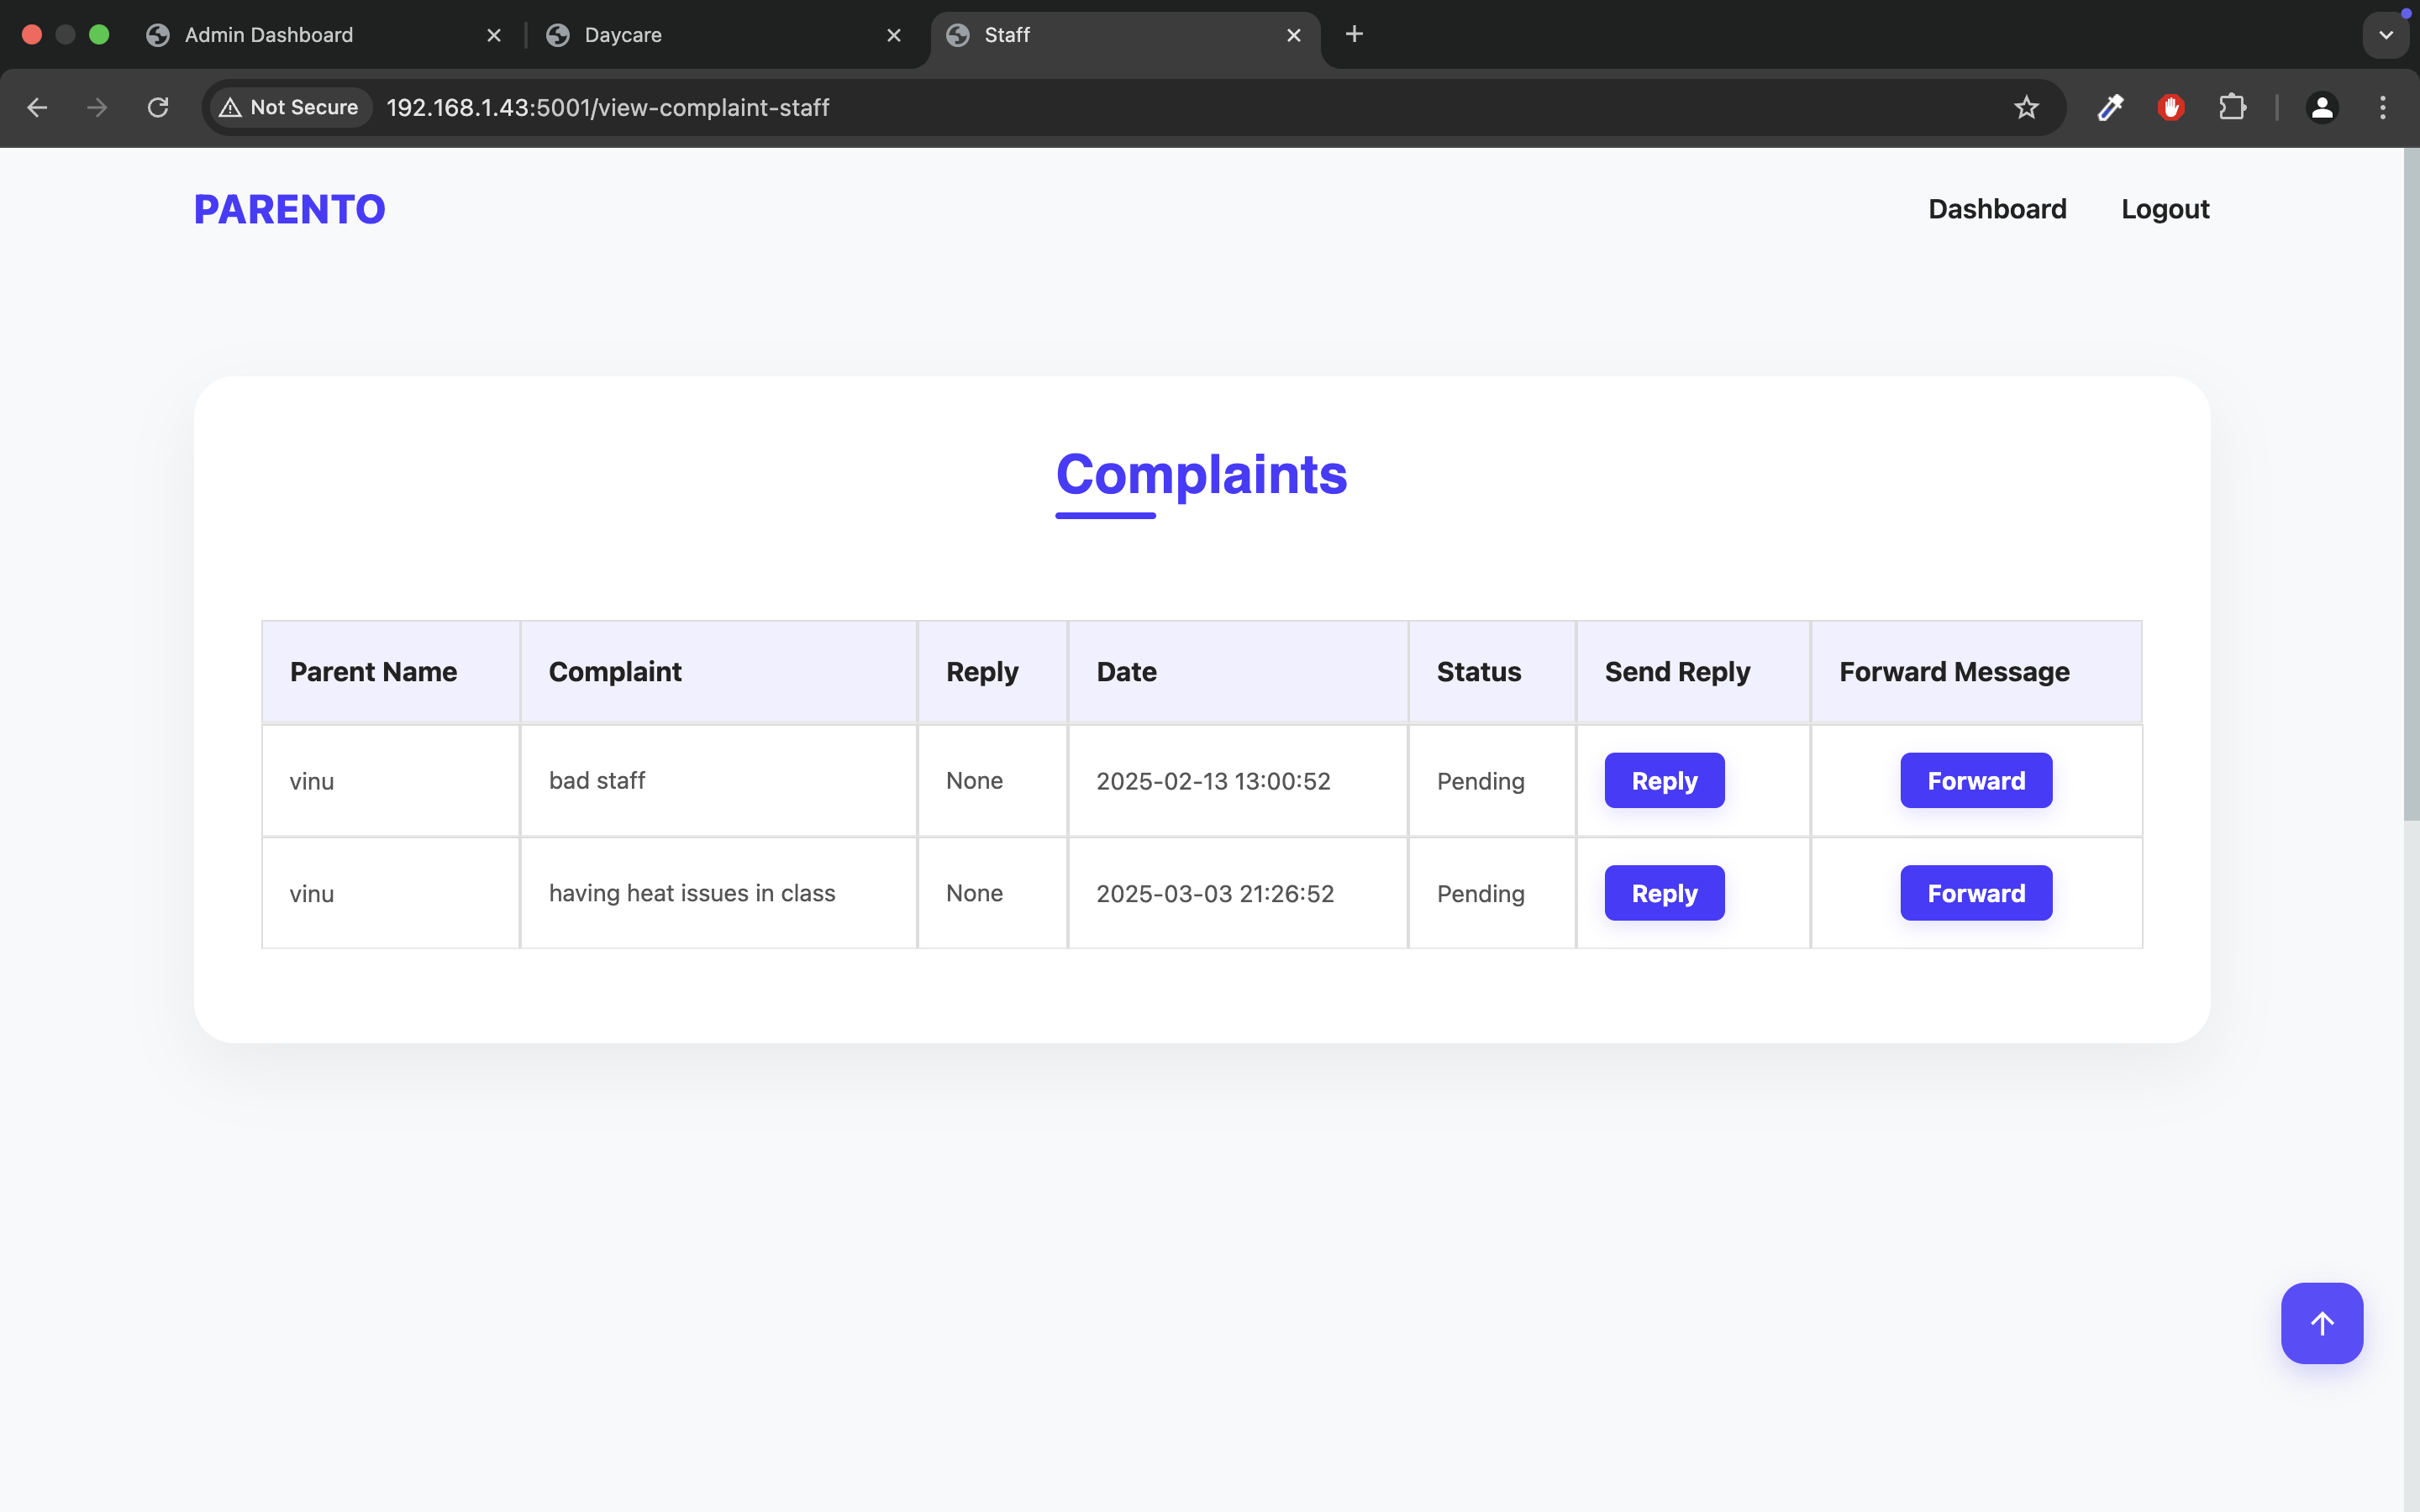 Admin Dashboard
Daycare
Staff
Not Secure 192.168.1.43:5001/view-complaint-staff
PARENTO
Dashboard Logout
Complaints
Parent Name Complaint Reply Date Status Send Reply Forward Message
vinu bad staff None 2025-02-13 13:00:52 Pending Reply Forward
vinu having heat issues in class None 2025-03-03 21:26:52 Pending Reply Forward